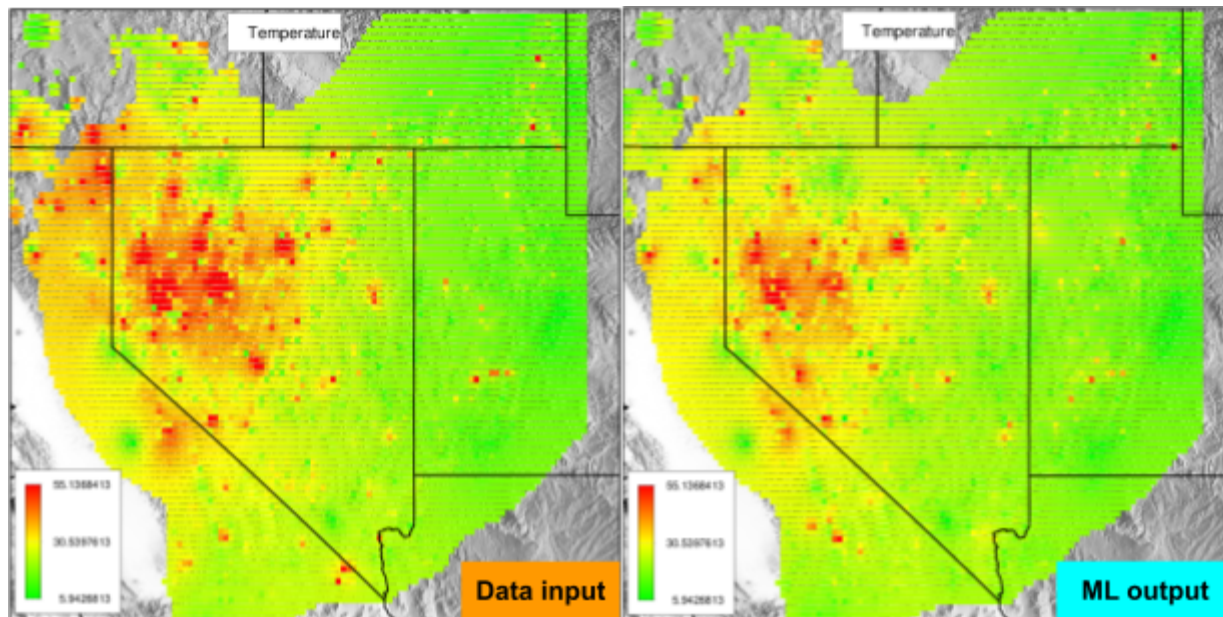 Temperature
55.1368413
30.5397613
5.9426813
Data input
Temperature
55.1368413
30.5397613
5.9426813
ML output